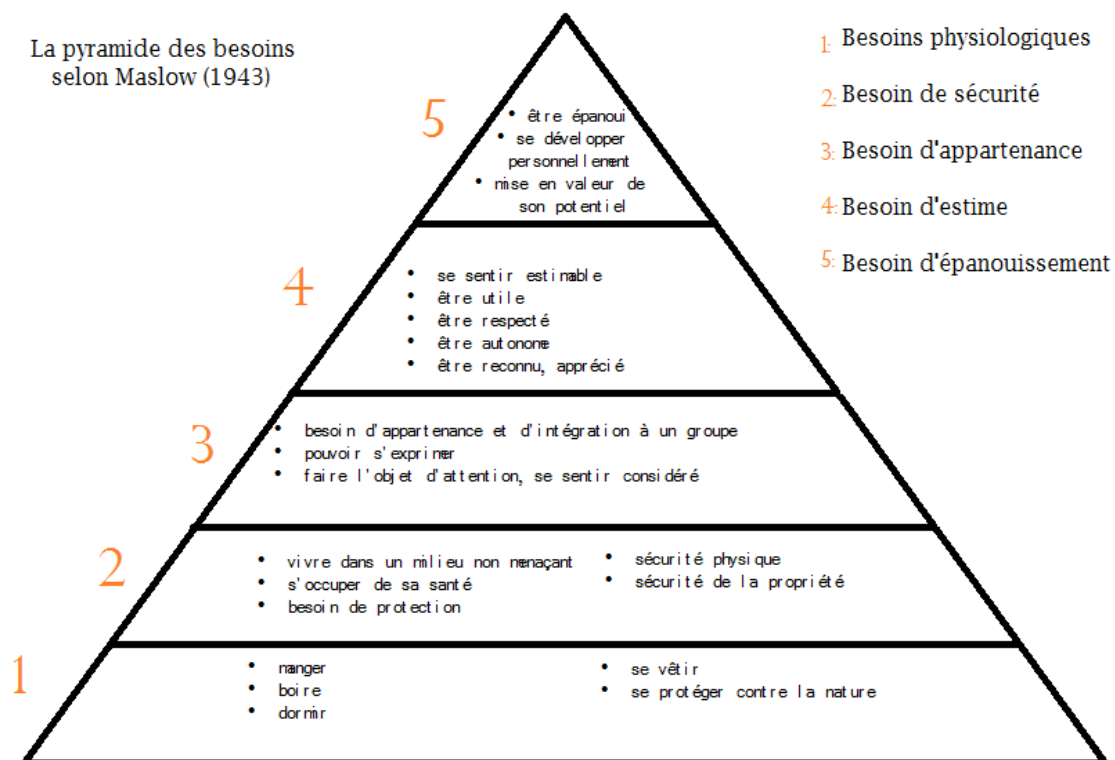 La pyramide des besoins
selon Maslow (1943)
1: Besoins physiologiques
2: Besoin de sécurité
3: Besoin d'appartenance
4: Besoin d'estime
5: Besoin d'épanouissement
5
• être épanoui
• se développer
personnellement
• mise en valeur de
son potentiel
4
• se sentir estimable
• être utile
• être respecté
• être autonome
• être reconnu, apprécié
3
• besoin d'appartenance et d'intégration à un groupe
• pouvoir s'exprimer
• faire l'objet d'attention, se sentir considéré
2
• vivre dans un milieu non menaçant
• s'occuper de sa santé
• besoin de protection
• sécurité physique
• sécurité de la propriété
1
• manger
• boire
• dormir
• se vêtir
• se protéger contre la nature